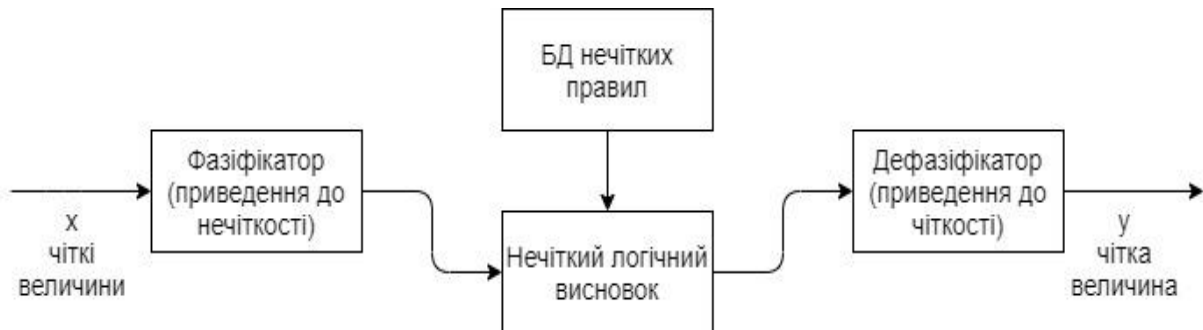 БД нечітких
правил
Фазіфікатор
(приведення до
нечіткості)
Дефазіфікатор
(приведення до
чіткості)
x
чіткі
величини
Нечіткий логічний
висновок
y
чітка
величина